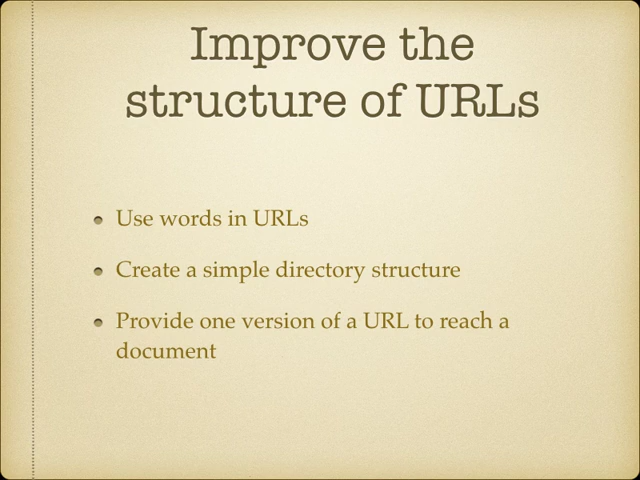 Improve the
structure of URLs
Use words in URLs
Create a simple directory structure
Provide one version of a URL to reach a
document